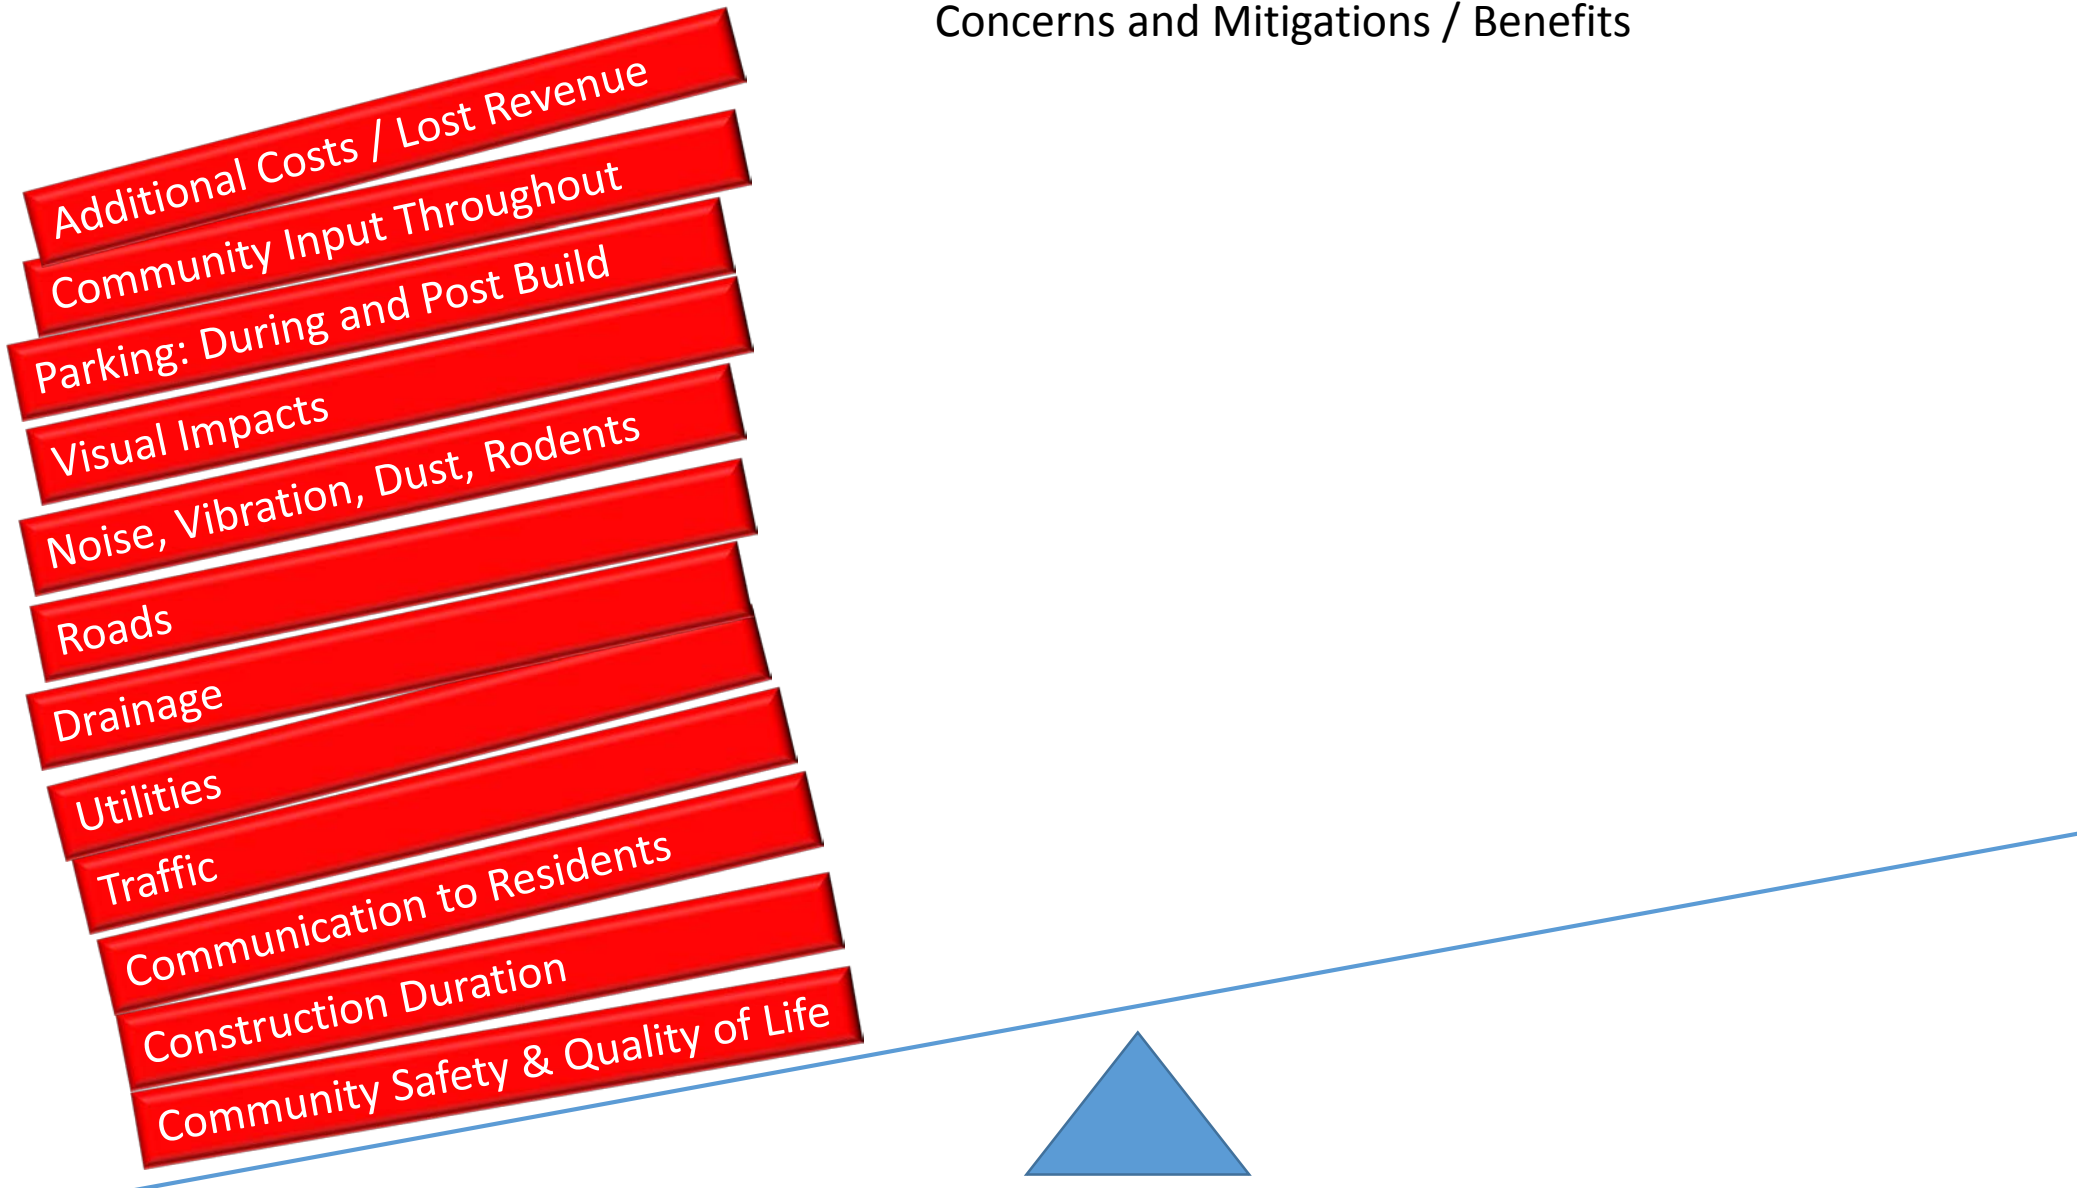 Concerns and Mitigations / Benefits
Additional Costs / Lost Revenue
Community Input Throughout
Parking: During and Post Build
Visual Impacts
Noise, Vibration, Dust, Rodents
Roads
Drainage
Utilities
Traffic
Communication to Residents
Construction Duration
Community Safety & Quality of Life